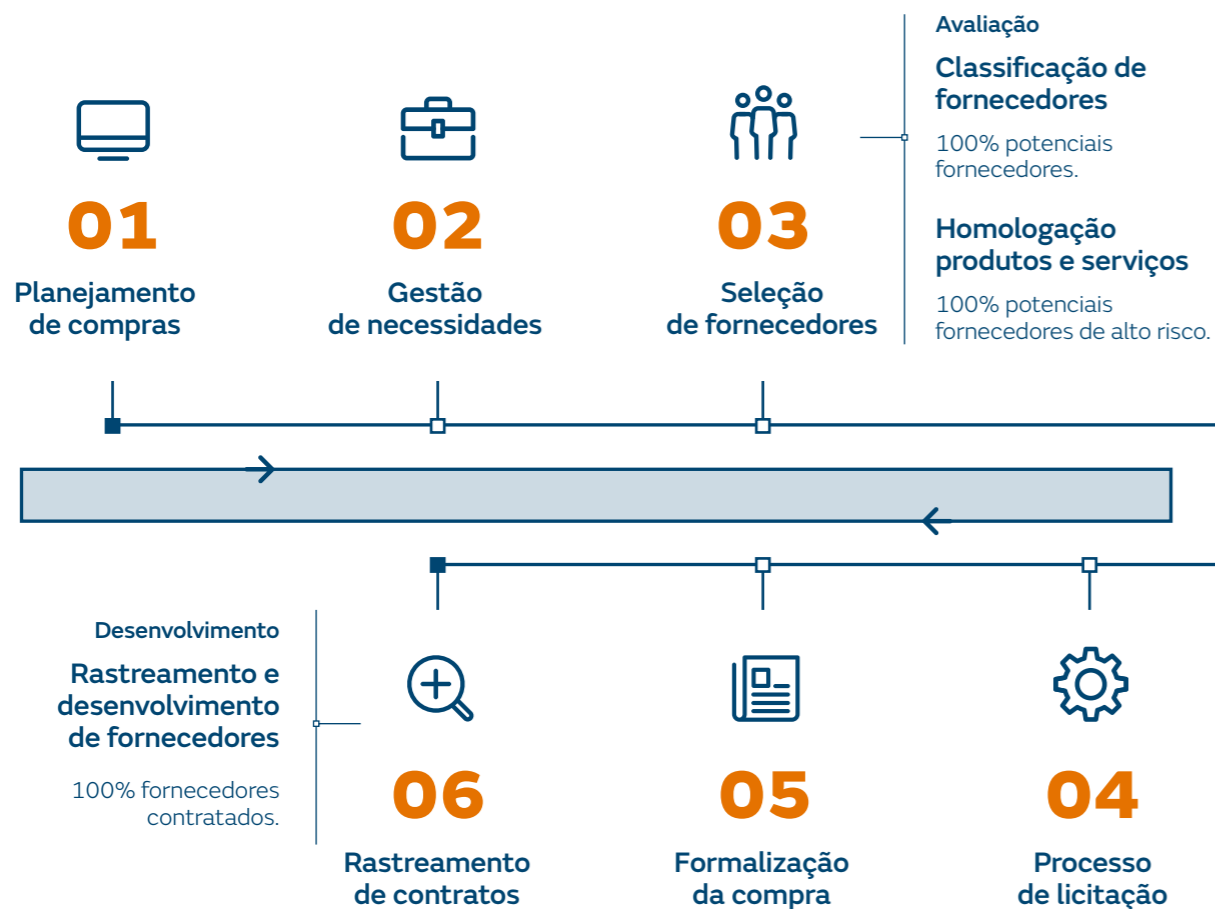 01
Planejamento
de compras
02
Gestão
de necessidades
03
Seleção
de fornecedores
Avaliação
Classificação de
fornecedores
100% potenciais
fornecedores.
Homologação
produtos e serviços
100% potenciais
fornecedores de alto risco.
Desenvolvimento
Rastreamento e
desenvolvimento
de fornecedores
100% fornecedores
contratados.
06
Rastreamento
de contratos
05
Formalização
da compra
04
Processo
de licitação